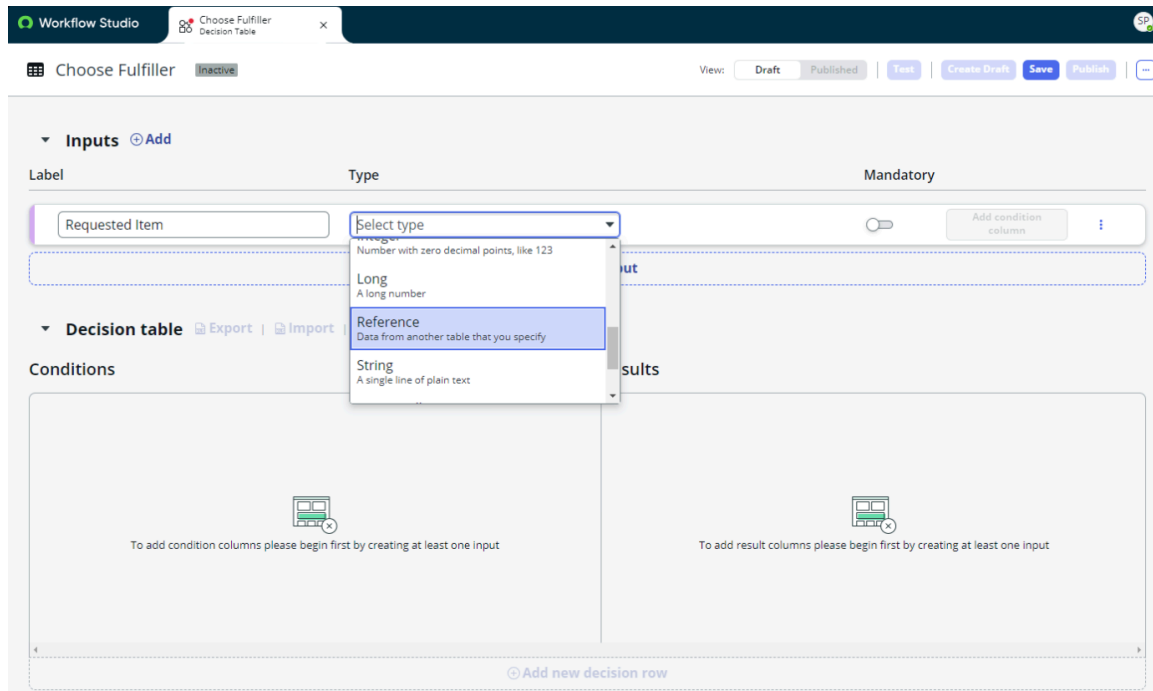 Workflow Studio
Choose Fulfiller
Decision Table
SP
Choose Fulfiller
Inactive
View:
Draft
Published
Test
Create Draft
Save
Publish
Inputs
Add
Label
Type
Mandatory
Requested Item
Select type
Add condition
column
Integer
Number with zero decimal points, like 123
Long
A long number
Reference
Data from another table that you specify
String
A single line of plain text
Decision table
Export
Import
Conditions
To add condition columns please begin first by creating at least one input
To add result columns please begin first by creating at least one input
Add new decision row